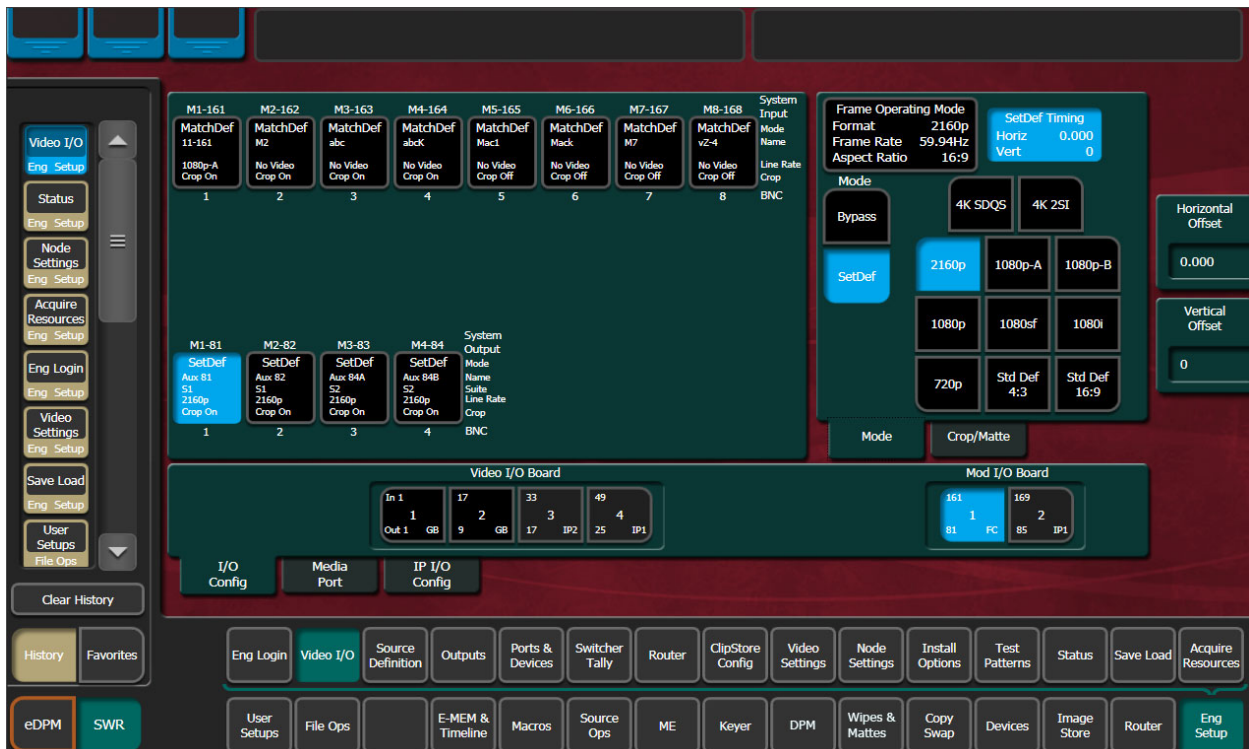 Video I/O
Eng Setup
Status
Eng Setup
Node
Settings
Eng Setup
Acquire
Resources
Eng Setup
Eng Login
Eng Setup
Video
Settings
Eng Setup
Save Load
Eng Setup
User
Setups
File Ops
Clear History
History
Favorites
eDPM
SWR
M1-161 M2-162 M3-163 M4-164 M5-165 M6-166 M7-167 M8-168 System Input
MatchDef MatchDef MatchDef MatchDef MatchDef MatchDef MatchDef MatchDef Mode
11-161 M2 abc abcK Mac1 Mack M7 vZ-4 Name
1080p-A No Video No Video No Video No Video No Video No Video No Video Line Rate
Crop On Crop On Crop On Crop On Crop Off Crop Off Crop Off Crop Off Crop
1 2 3 4 5 6 7 8 BNC
M1-81 M2-82 M3-83 M4-84 System Output
SetDef SetDef SetDef SetDef Mode
Aux 81 Aux 82 Aux 84A Aux 84B Name
S1 S1 S2 S2 Suite
2160p 2160p 2160p 2160p Line Rate
Crop On Crop On Crop On Crop On Crop
1 2 3 4 BNC
Frame Operating Mode
Format 2160p
Frame Rate 59.94Hz
Aspect Ratio 16:9
SetDef Timing
Horiz 0.000
Vert 0
Mode
Bypass
SetDef
4K SDQS 4K 2SI
2160p 1080p-A 1080p-B
1080p 1080sf 1080i
720p Std Def 4:3 Std Def 16:9
Mode Crop/Matte
Horizontal
Offset
0.000
Vertical
Offset
0
Video I/O Board
In 1 17 33 49
1 2 3 4
Out 1 GB 9 GB 17 IP2 25 IP1
Mod I/O Board
161 169
1 2
81 FC 85 IP1
I/O
Config
Media
Port
IP I/O
Config
Eng Login
Video I/O
Source
Definition
Outputs
Ports &
Devices
Switcher
Tally
Router
ClipStore
Config
Video
Settings
Node
Settings
Install
Options
Test
Patterns
Status
Save Load
Acquire
Resources
User
Setups
File Ops
E-MEM &
Timeline
Macros
Source
Ops
ME
Keyer
DPM
Wipes &
Mattes
Copy
Swap
Devices
Image
Store
Router
Eng
Setup